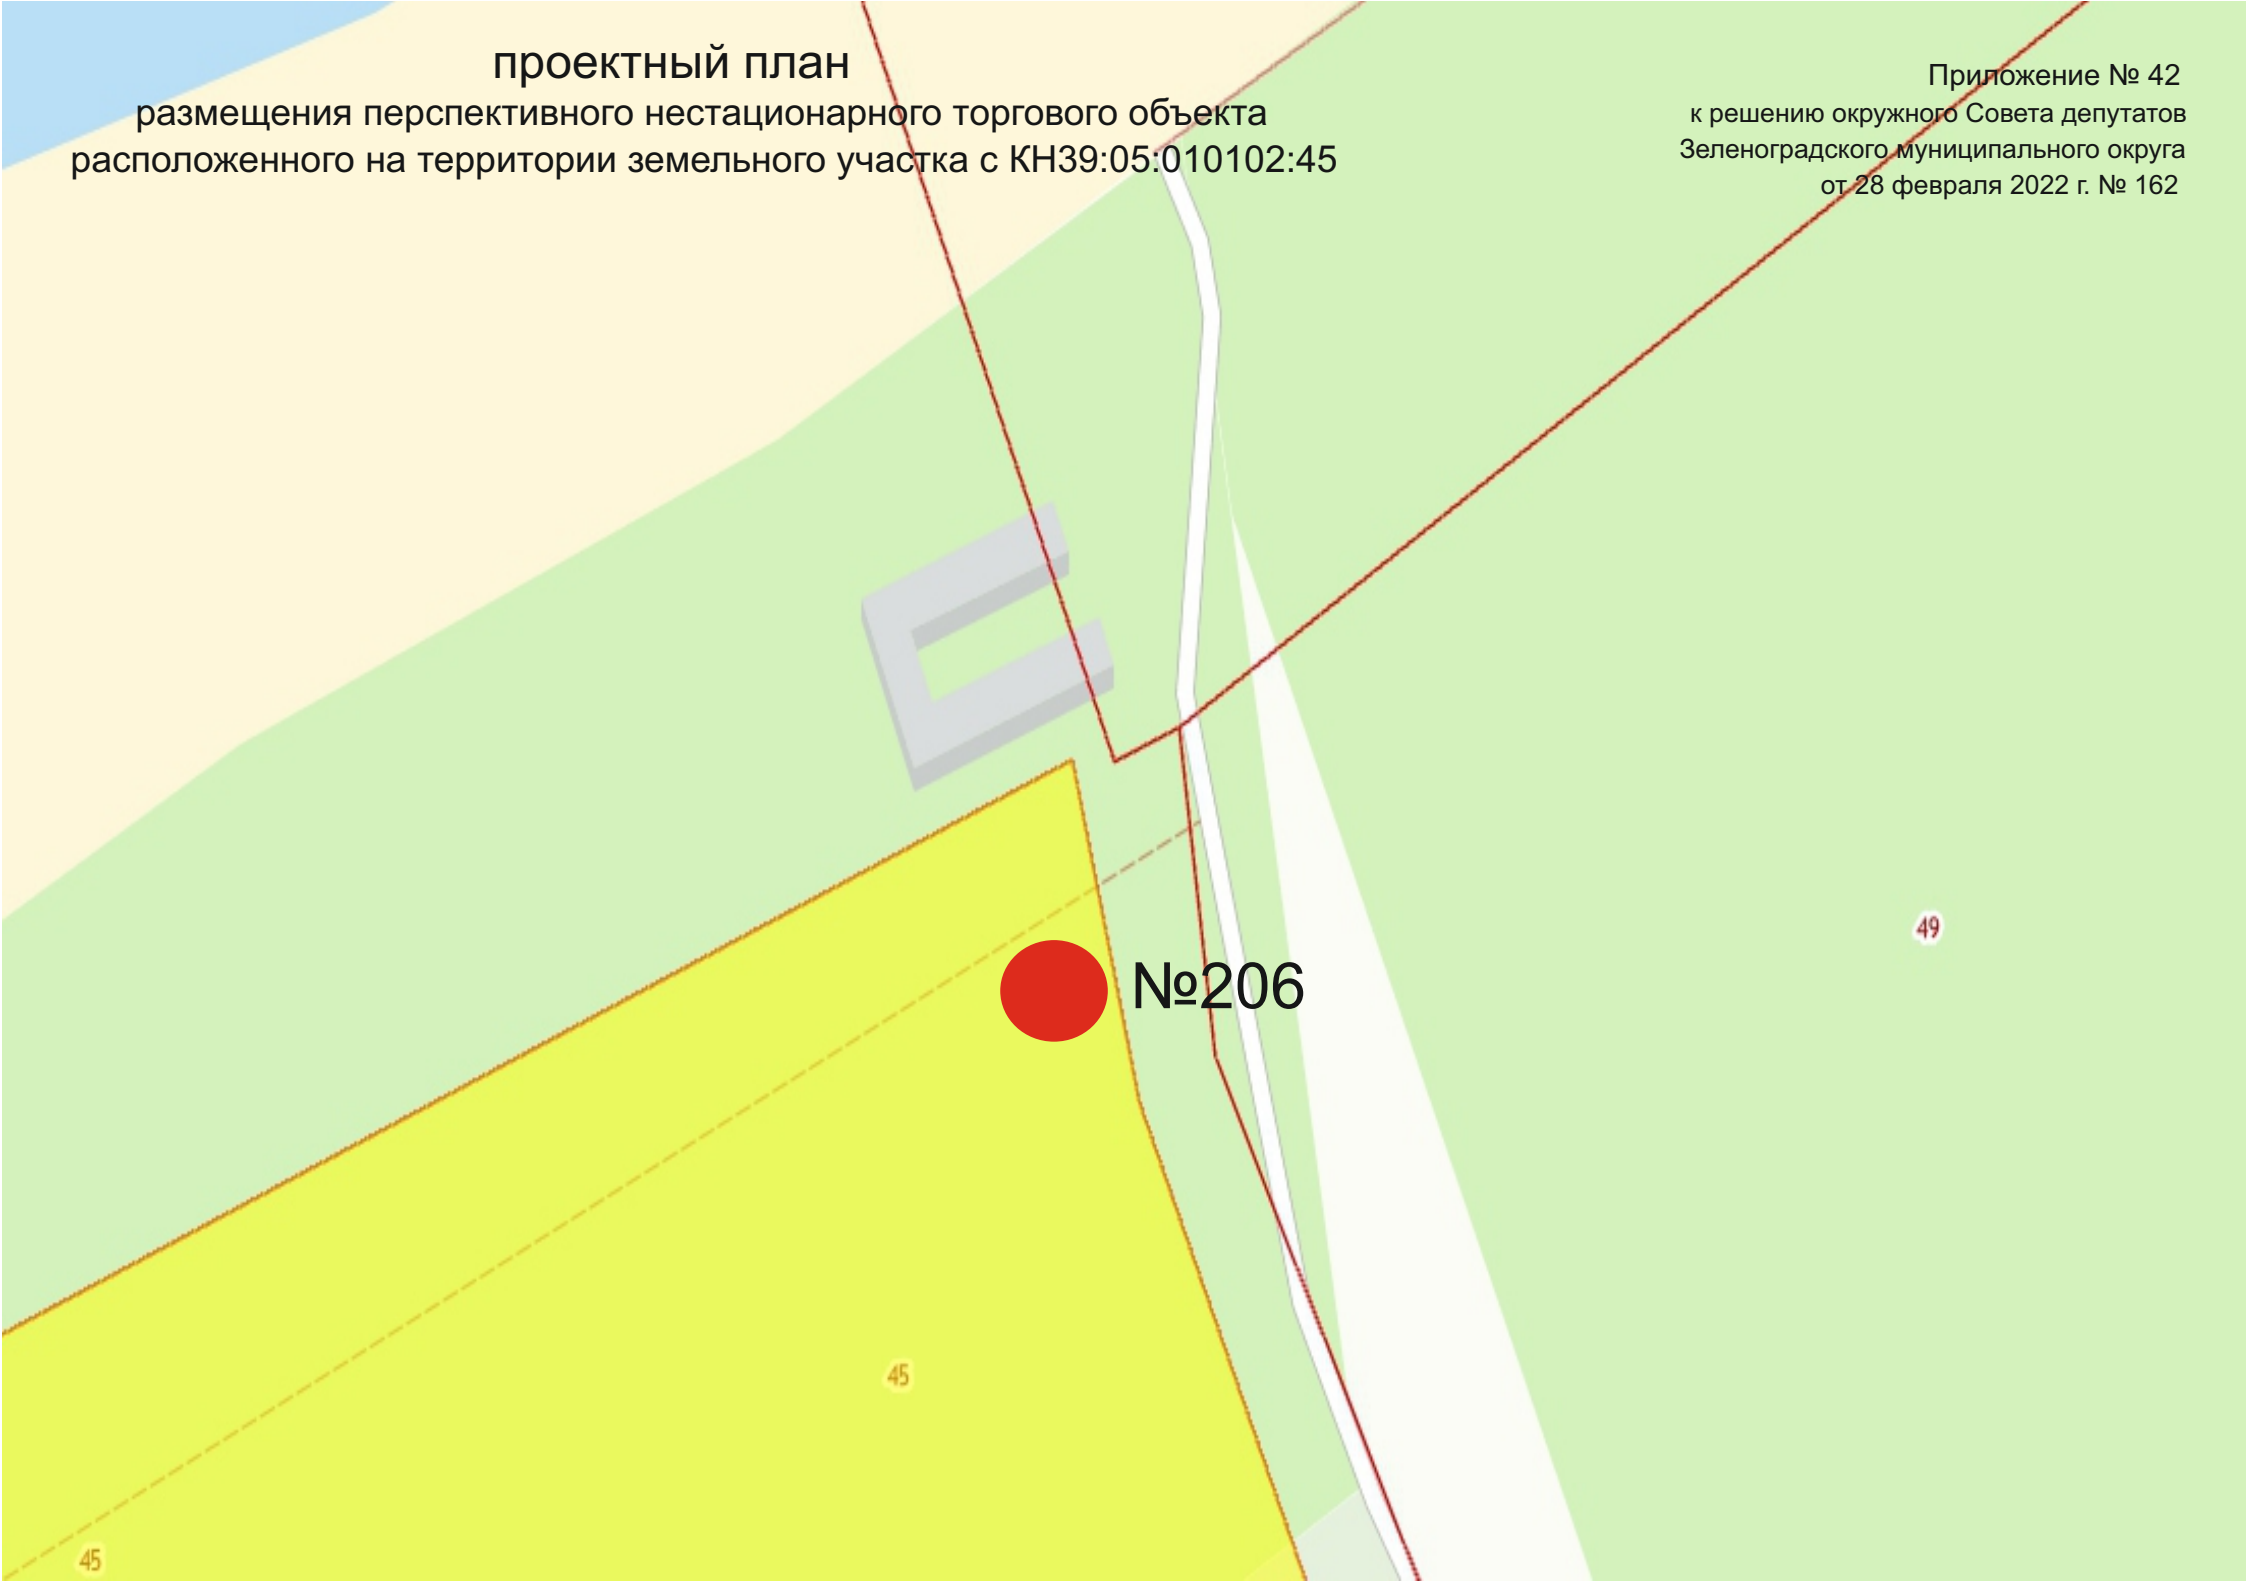 проектный план
размещения перспективного нестационарного торгового объекта
расположенного на территории земельного участка с КН39:05:010102:45
Приложение № 42
к решению окружного Совета депутатов
Зеленоградского муниципального округа
от 28 февраля 2022 г. № 162
49
№206
45
45